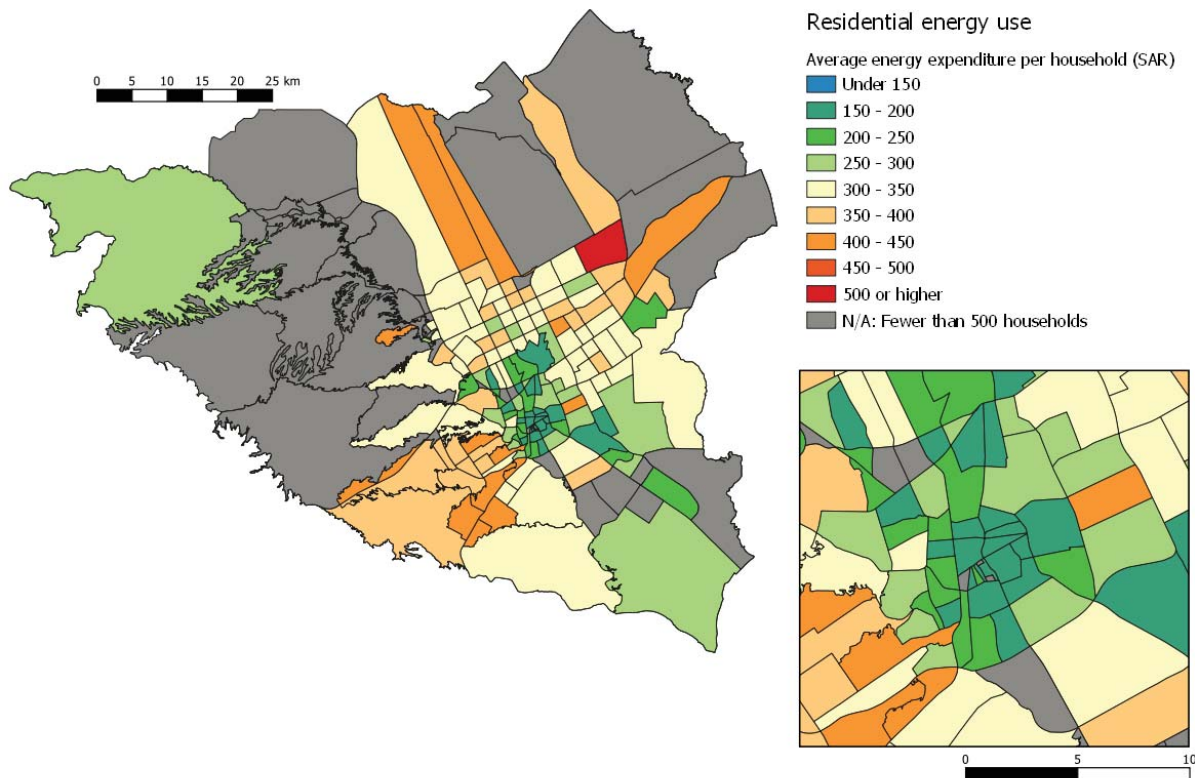 Residential energy use
Average energy expenditure per household (SAR)
Under 150
150 - 200
200 - 250
250 - 300
300 - 350
350 - 400
400 - 450
450 - 500
500 or higher
N/A: Fewer than 500 households
0 5 10 15 20 25 km
0 5 10